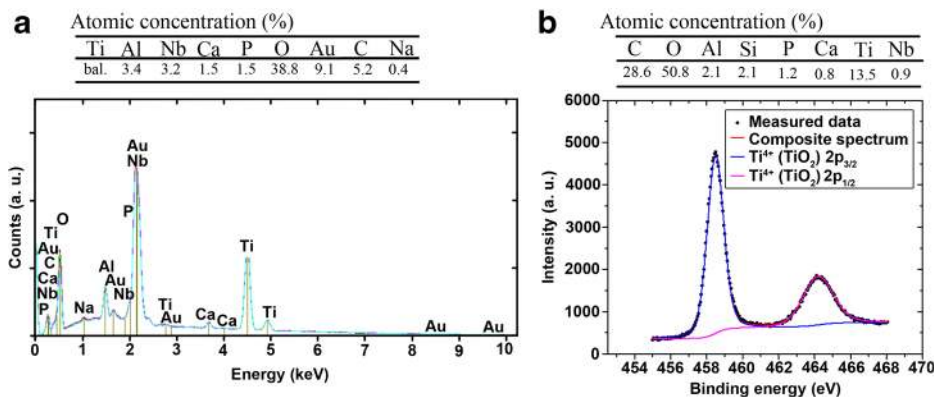 a
Atomic concentration (%)
Ti Al Nb Ca P O Au C Na
bal. 3.4 3.2 1.5 1.5 38.8 9.1 5.2 0.4
Counts (a. u.)
Au
Nb
P
O
Ti
Au
C
Ca
Nb
P
Na
Al
Au
Nb
Ti
Au
Ca
Ca
Ti
Ti
Au
Au
0 1 2 3 4 5 6 7 8 9 10
Energy (keV)
b
Atomic concentration (%)
C O Al Si P Ca Ti Nb
28.6 50.8 2.1 2.1 1.2 0.8 13.5 0.9
Intensity (a. u.)
6000
5000
4000
3000
2000
1000
0
Measured data
Composite spectrum
Ti⁴⁺ (TiO₂) 2p₃/₂
Ti⁴⁺ (TiO₂) 2p₁/₂
454 456 458 460 462 464 466 468 470
Binding energy (eV)